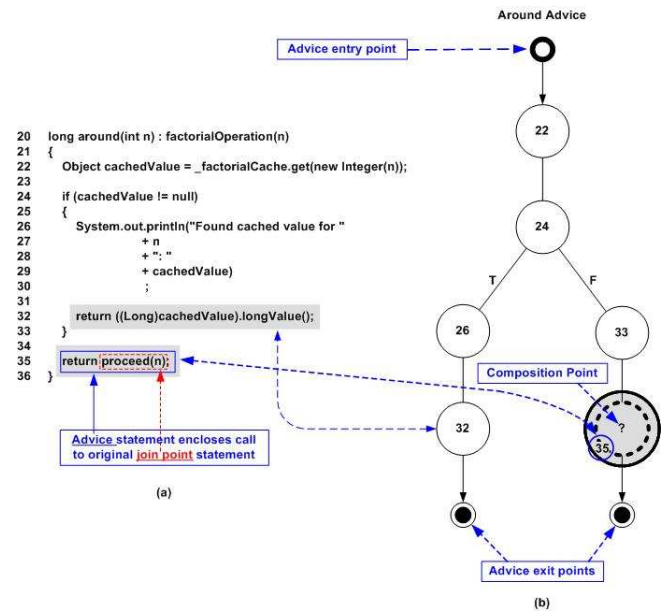 Around Advice
Advice entry point
20 long around(int n) : factorialOperation(n)
21 {
22 Object cachedValue = _factorialCache.get(new Integer(n));
23
24 if (cachedValue != null)
25 {
26 System.out.println("Found cached value for "
27 + n
28 + ": "
29 + cachedValue)
30 ;
31
32 return ((Long)cachedValue).longValue();
33 }
34
35 return proceed(n);
36 }
Advice statement encloses call
to original join point statement
(a)
22
24
T F
26 33
Composition Point
32 ?
35
Advice exit points
(b)